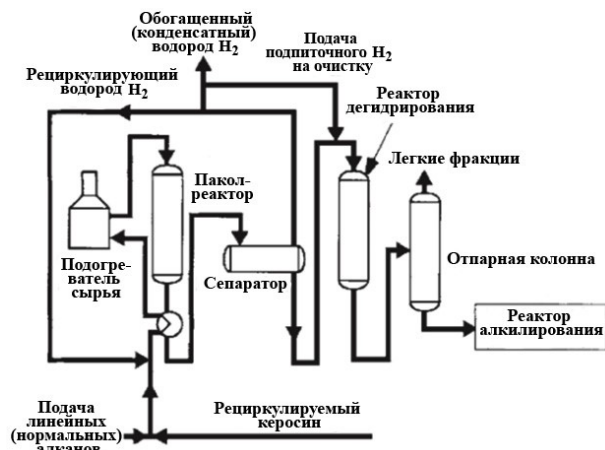 Обогащенный
(конденсатный)
водород H₂
Подача
подпиточного H₂
на очистку
Рециркулирующий
водород H₂
Реактор
дегидрирования
Легкие фракции
Пакол-
реактор
Подогре-
ватель
сырья
Сепаратор
Отпарная колонна
Реактор
алкилирования
Подача
линейных
(нормальных)
алканов
Рециркулируемый
керосин